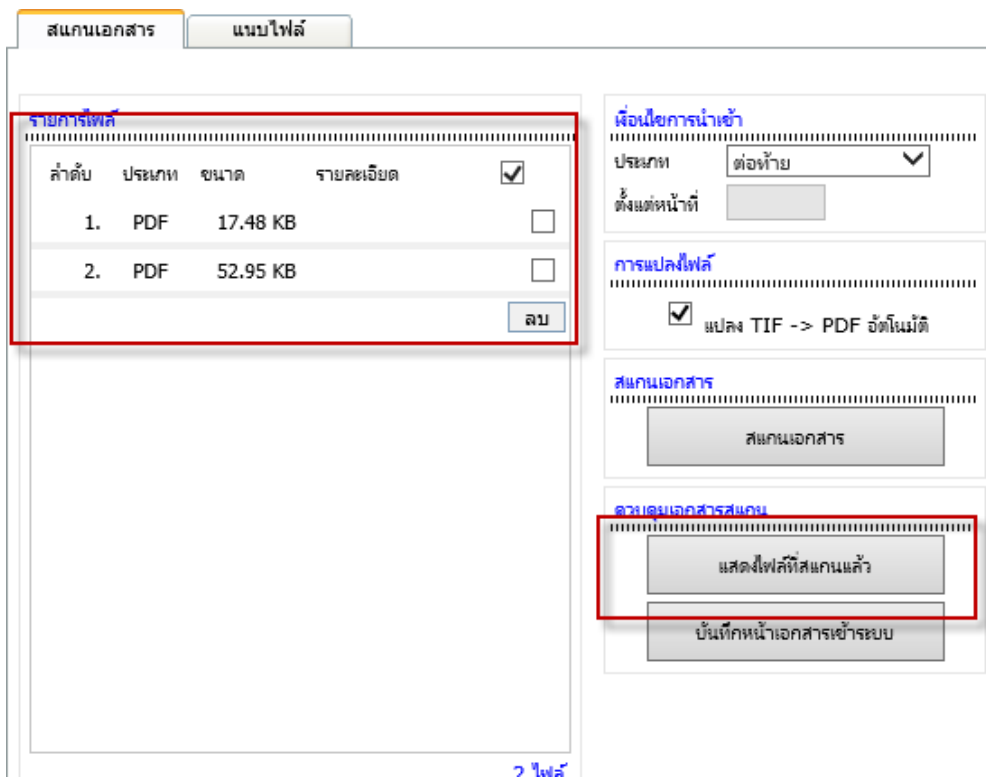 สแกนเอกสาร แนบไฟล์
รายการไฟล์
ลำดับ ประเภท ขนาด รายละเอียด
1. PDF 17.48 KB
2. PDF 52.95 KB
ลบ
2 ไฟล์
เงื่อนไขการนำเข้า
ประเภท ต่อท้าย
ตั้งแต่หน้าที่
การแปลงไฟล์
แปลง TIF -> PDF อัตโนมัติ
สแกนเอกสาร
สแกนเอกสาร
ควบคุมเอกสารสแกน
แสดงไฟล์ที่สแกนแล้ว
บันทึกหน้าเอกสารเข้าระบบ